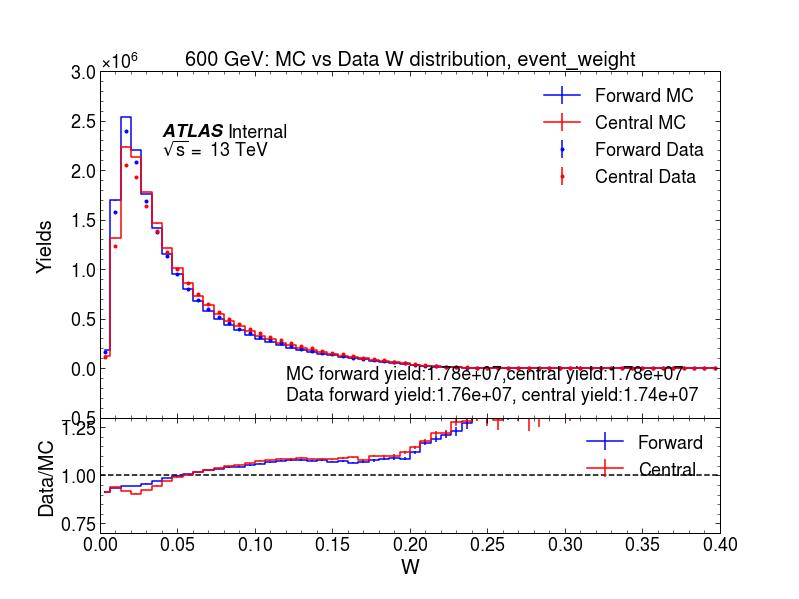 ×10⁶
600 GeV: MC vs Data W distribution, event_weight
3.0
2.5
2.0
1.5
1.0
0.5
0.0
0.5
Yields
ATLAS Internal
√s = 13 TeV
Forward MC
Central MC
Forward Data
Central Data
MC forward yield:1.78e+07,central yield:1.78e+07
Data forward yield:1.76e+07, central yield:1.74e+07
1.25
1.00
0.75
Data/MC
Forward
Central
0.00 0.05 0.10 0.15 0.20 0.25 0.30 0.35 0.40
W